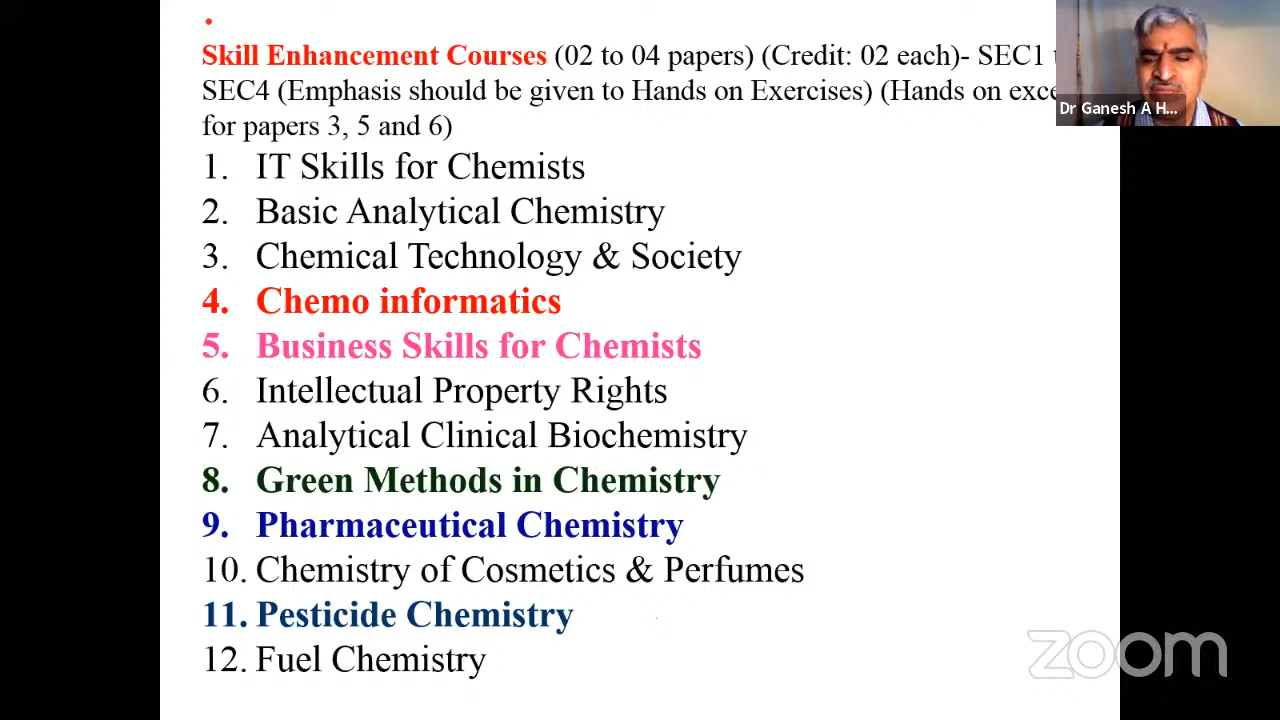 Skill Enhancement Courses (02 to 04 papers) (Credit: 02 each)- SEC1
SEC4 (Emphasis should be given to Hands on Exercises) (Hands on
for papers 3, 5 and 6)
1. IT Skills for Chemists
2. Basic Analytical Chemistry
3. Chemical Technology & Society
4. Chemo informatics
5. Business Skills for Chemists
6. Intellectual Property Rights
7. Analytical Clinical Biochemistry
8. Green Methods in Chemistry
9. Pharmaceutical Chemistry
10. Chemistry of Cosmetics & Perfumes
11. Pesticide Chemistry
12. Fuel Chemistry
Dr Ganesh A H...
zoom